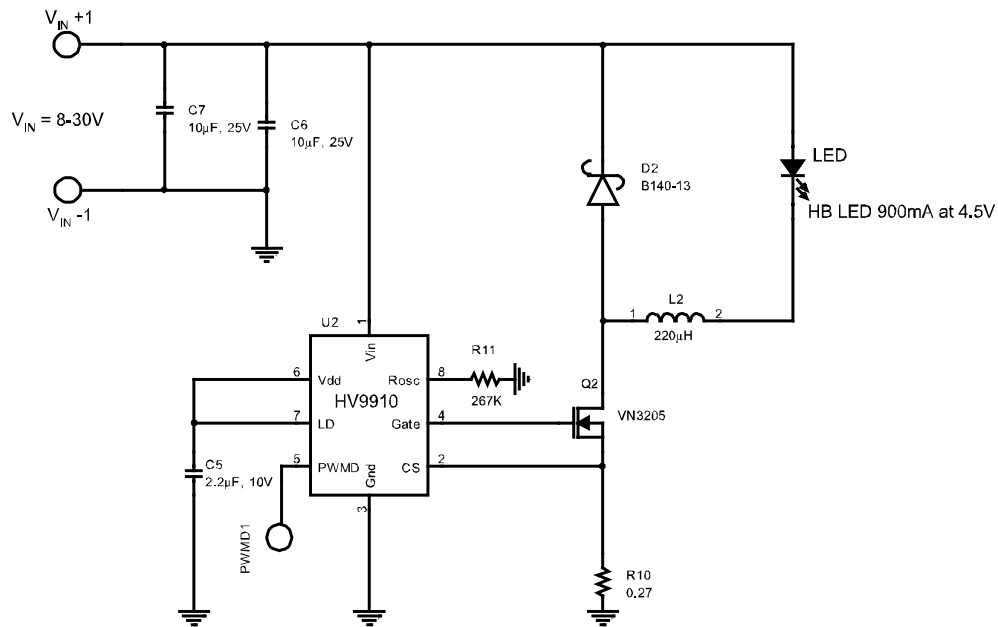 VIN +1
VIN = 8-30V
VIN -1
C7
10µF, 25V
C6
10µF, 25V
D2
B140-13
LED
HB LED 900mA at 4.5V
1
L2
2
220µH
U2
1
Vin
6
Vdd
Rosc
8
R11
267K
HV9910
7
LD
Gate
4
Q2
VN3205
5
PWMD
CS
2
Gnd
3
C5
2.2µF, 10V
PWMD1
R10
0.27